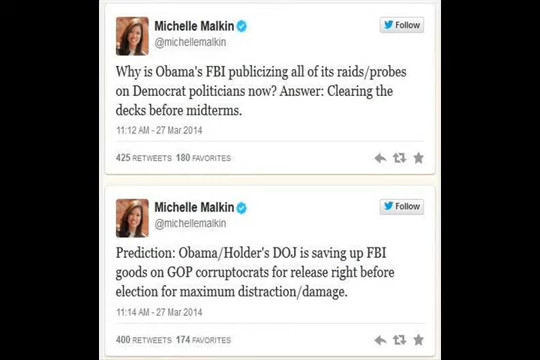 Michelle Malkin
@michellemalkin
Follow
Why is Obama's FBI publicizing all of its raids/probes
on Democrat politicians now? Answer: Clearing the
decks before midterms.
11:12 AM - 27 Mar 2014
425 RETWEETS 180 FAVORITES
Michelle Malkin
@michellemalkin
Follow
Prediction: Obama/Holder's DOJ is saving up FBI
goods on GOP corruptocrats for release right before
election for maximum distraction/damage.
11:14 AM - 27 Mar 2014
400 RETWEETS 174 FAVORITES